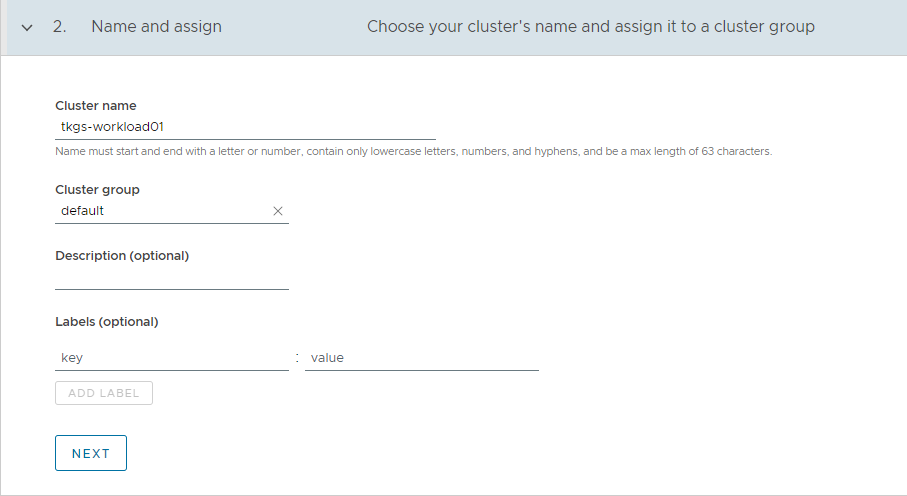 2. Name and assign Choose your cluster's name and assign it to a cluster group
Cluster name
tkgs-workload01
Name must start and end with a letter or number, contain only lowercase letters, numbers, and hyphens, and be a max length of 63 characters.
Cluster group
default
Description (optional)
Labels (optional)
key : value
ADD LABEL
NEXT